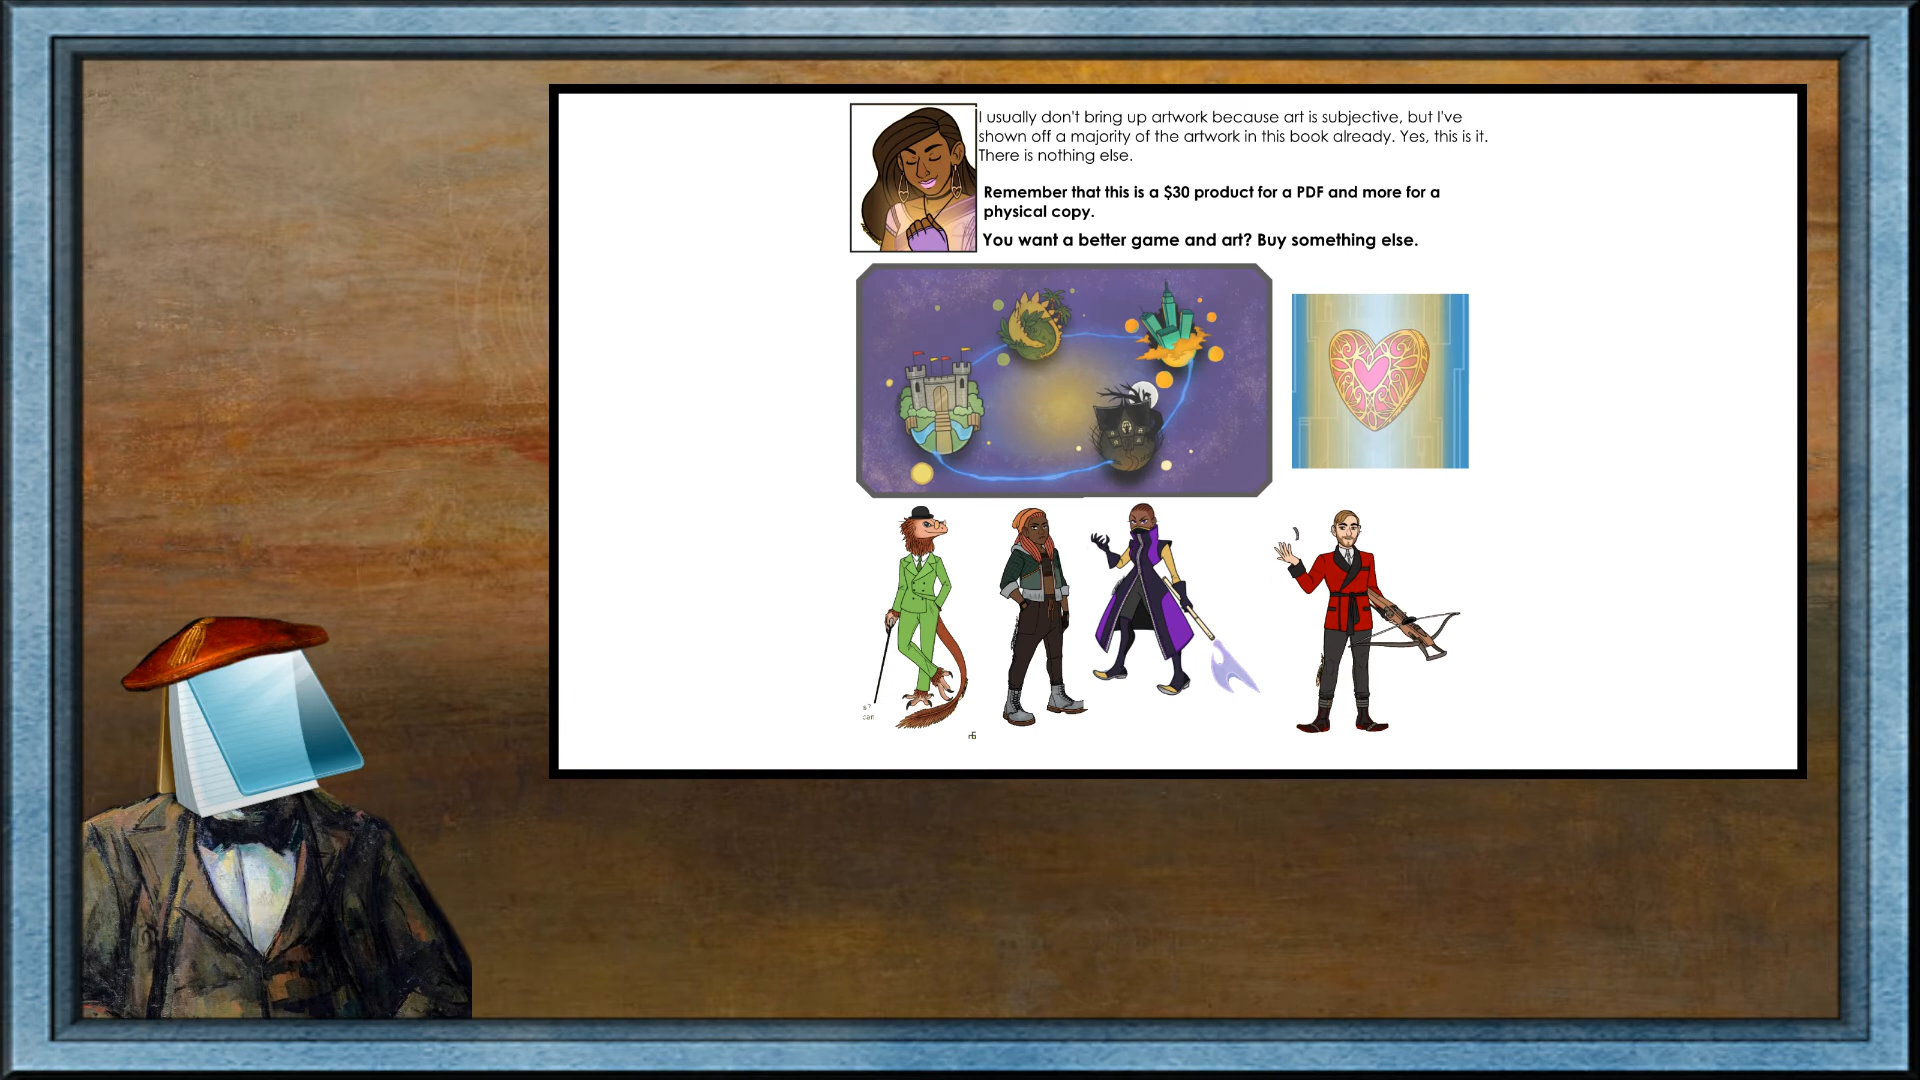 I usually don't bring up artwork because art is subjective, but I've
shown off a majority of the artwork in this book already. Yes, this is it.
There is nothing else.
Remember that this is a $30 product for a PDF and more for a
physical copy.
You want a better game and art? Buy something else.
s?
can